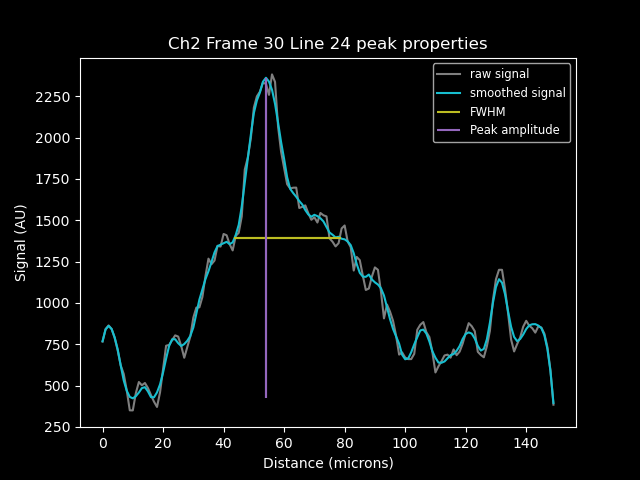 Ch2 Frame 30 Line 24 peak properties
raw signal
smoothed signal
FWHM
Peak amplitude
Signal (AU)
2250
2000
1750
1500
1250
1000
750
500
250
0 20 40 60 80 100 120 140
Distance (microns)